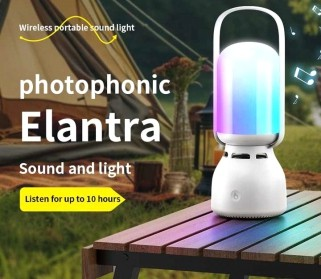 Wireless portable sound light
photophonic
Elantra
Sound and light
Listen for up to 10 hours